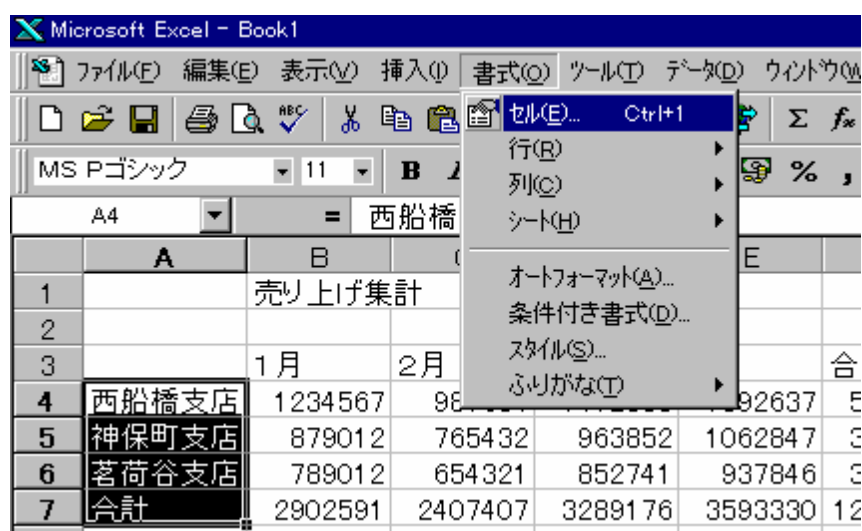 Microsoft Excel - Book1
ﾌｧｲﾙ(F) 編集(E) 表示(V) 挿入(I) 書式(O) ﾂｰﾙ(T) ﾃﾞｰﾀ(D) ｳｨﾝﾄﾞｳ(W
ABC Σ fx
ｾﾙ(E)... Ctrl+1
MS Pゴシック 11 B % ,
行(R)
列(C)
A4 = 西船橋
ｼｰﾄ(H)
A B E
ｵｰﾄﾌｫｰﾏｯﾄ(A)...
1 売り上げ集計
条件付き書式(D)...
2
ｽﾀｲﾙ(S)...
3 1月 2月 合
ふりがな(T)
4 西船橋支店 1234567 92637 5
5 神保町支店 879012 765432 963852 1062847 3
6 茗荷谷支店 789012 654321 852741 937846 3
7 合計 2902591 2407407 3289176 3593330 12